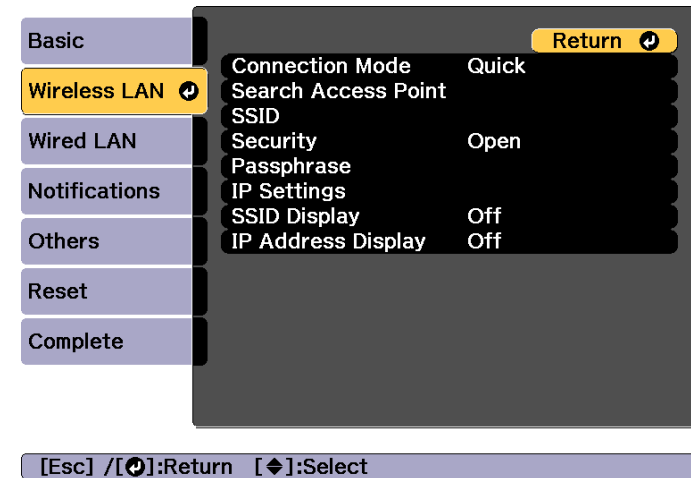 Basic
Wireless LAN
Wired LAN
Notifications
Others
Reset
Complete
Return
Connection Mode Quick
Search Access Point
SSID
Security Open
Passphrase
IP Settings
SSID Display Off
IP Address Display Off
[Esc] /[↵]:Return [◆]:Select